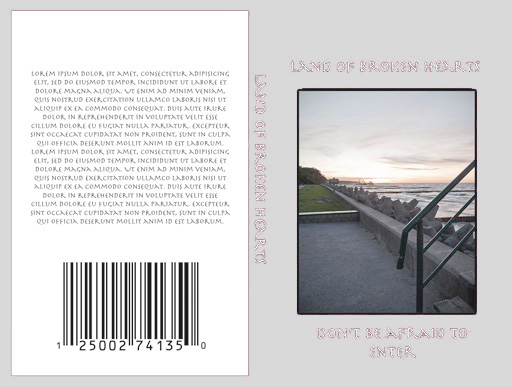 LOREM IPSUM DOLOR SIT AMET, CONSECTETUR ADIPISICING
ELIT, SED DO EIUSMOD TEMPOR INCIDIDUNT UT LABORE ET
DOLORE MAGNA ALIQUA. UT ENIM AD MINIM VENIAM,
QUIS NOSTRUD EXERCITATION ULLAMCO LABORIS NISI UT
ALIQUIP EX EA COMMODO CONSEQUAT. DUIS AUTE IRURE
DOLOR IN REPREHENDERIT IN VOLUPTATE VELIT ESSE
CILLUM DOLORE EU FUGIAT NULLA PARIATUR. EXCEPTEUR
SINT OCCAECAT CUPIDATAT NON PROIDENT, SUNT IN CULPA
QUI OFFICIA DESERUNT MOLLIT ANIM ID EST LABORUM.
LOREM IPSUM DOLOR SIT AMET, CONSECTETUR ADIPISICING
ELIT, SED DO EIUSMOD TEMPOR INCIDIDUNT UT LABORE ET
DOLORE MAGNA ALIQUA. UT ENIM AD MINIM VENIAM,
QUIS NOSTRUD EXERCITATION ULLAMCO LABORIS NISI UT
ALIQUIP EX EA COMMODO CONSEQUAT. DUIS AUTE IRURE
DOLOR IN REPREHENDERIT IN VOLUPTATE VELIT ESSE
CILLUM DOLORE EU FUGIAT NULLA PARIATUR. EXCEPTEUR
SINT OCCAECAT CUPIDATAT NON PROIDENT, SUNT IN CULPA
QUI OFFICIA DESERUNT MOLLIT ANIM ID EST LABORUM.
1 25002 74135 0
LAND OF BROKEN HEARTS
LAND OF BROKEN HEARTS
DON'T BE AFRAID TO
ENTER